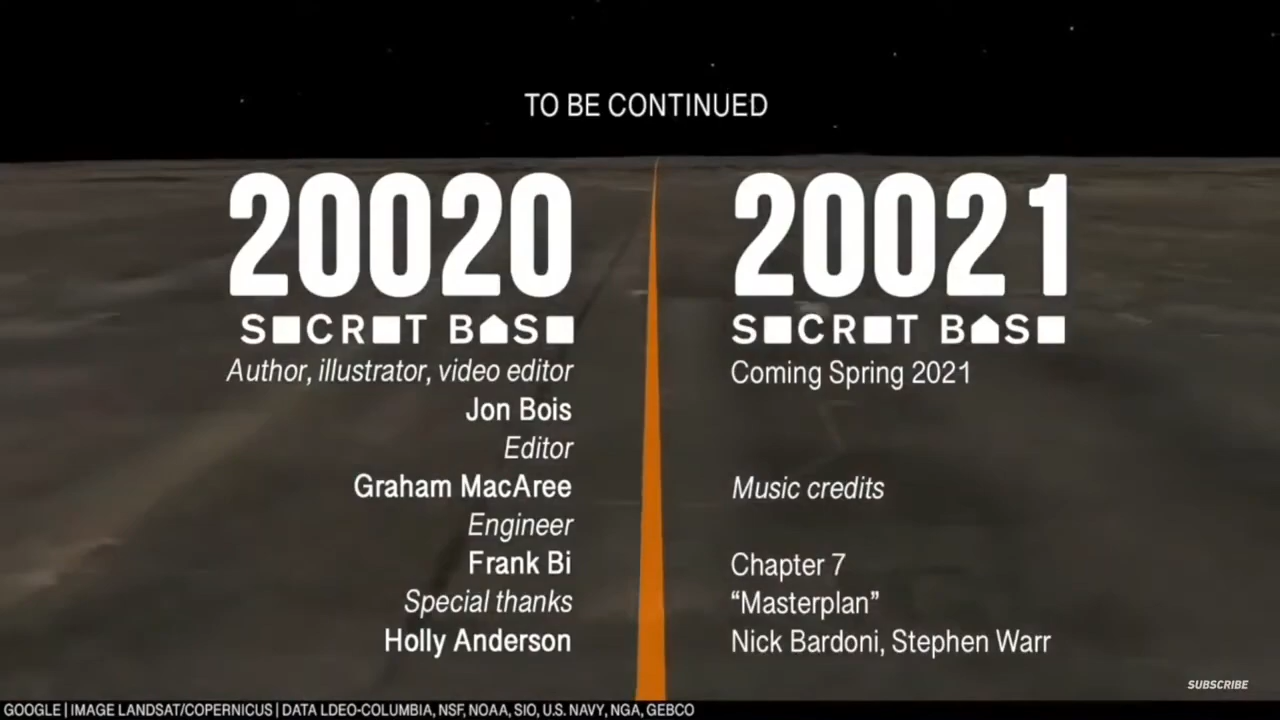 TO BE CONTINUED
20020
S■CR■T B⌂S■
Author, illustrator, video editor
Jon Bois
Editor
Graham MacAree
Engineer
Frank Bi
Special thanks
Holly Anderson
20021
S■CR■T B⌂S■
Coming Spring 2021
Music credits
Chapter 7
“Masterplan”
Nick Bardoni, Stephen Warr
SUBSCRIBE
GOOGLE | IMAGE LANDSAT/COPERNICUS | DATA LDEO-COLUMBIA, NSF, NOAA, SIO, U.S. NAVY, NGA, GEBCO